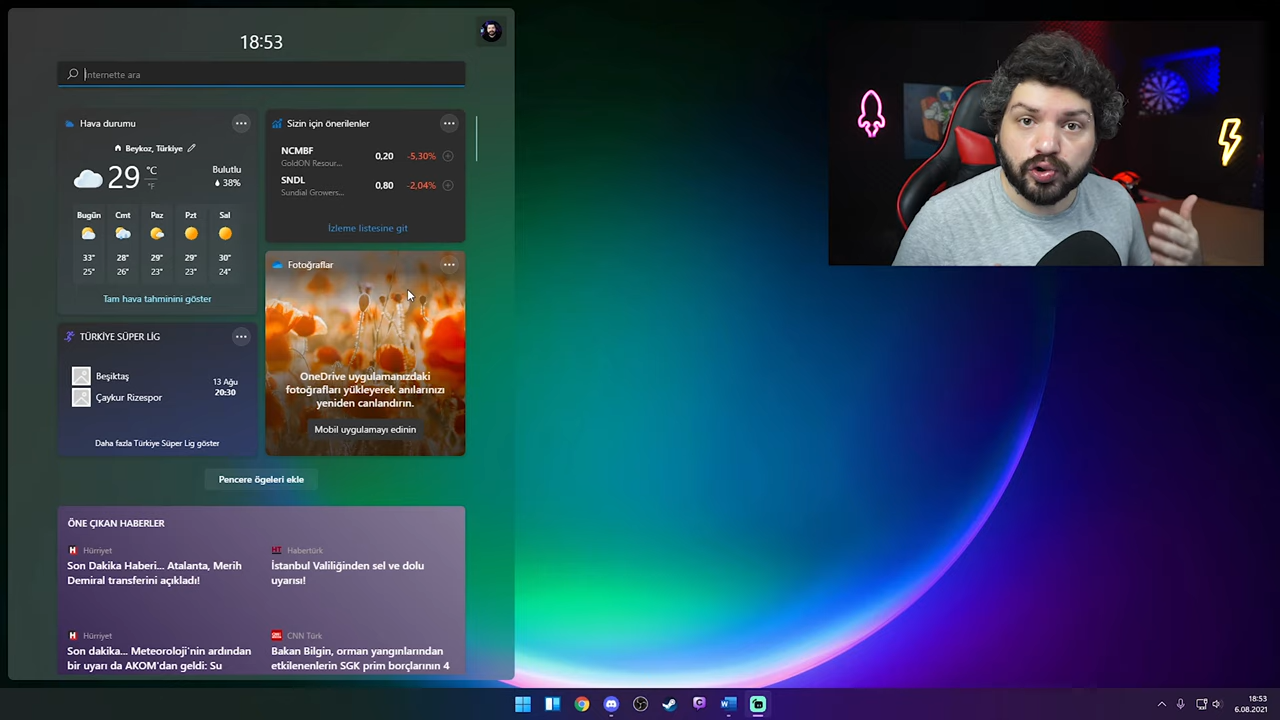 18:53
İnternette ara
Hava durumu
Beykoz, Türkiye
29 °C
°F
Bulutlu
38%
Bugün Cmt Paz Pzt Sal
33° 28° 29° 29° 30°
25° 26° 23° 23° 24°
Tam hava tahminini göster
Sizin için önerilenler
NCMBF 0,20 -5,30%
GoldON Resour...
SNDL 0,80 -2,04%
Sundial Growers...
İzleme listesine git
Fotoğraflar
OneDrive uygulamanızdaki
fotoğrafları yükleyerek anılarınızı
yeniden canlandırın.
Mobil uygulamayı edinin
TÜRKİYE SÜPER LİG
Beşiktaş
Çaykur Rizespor
13 Ağu
20:30
Daha fazla Türkiye Süper Lig göster
Pencere ögeleri ekle
ÖNE ÇIKAN HABERLER
Hürriyet
Son Dakika Haberi... Atalanta, Merih
Demiral transferini açıkladı!
Habertürk
İstanbul Valiliğinden sel ve dolu
uyarısı!
Hürriyet
Son dakika... Meteoroloji'nin ardından
bir uyarı da AKOM'dan geldi: Su
CNN Türk
Bakan Bilgin, orman yangınlarından
etkilenenlerin SGK prim borçlarının 4
18:53
6.08.2021